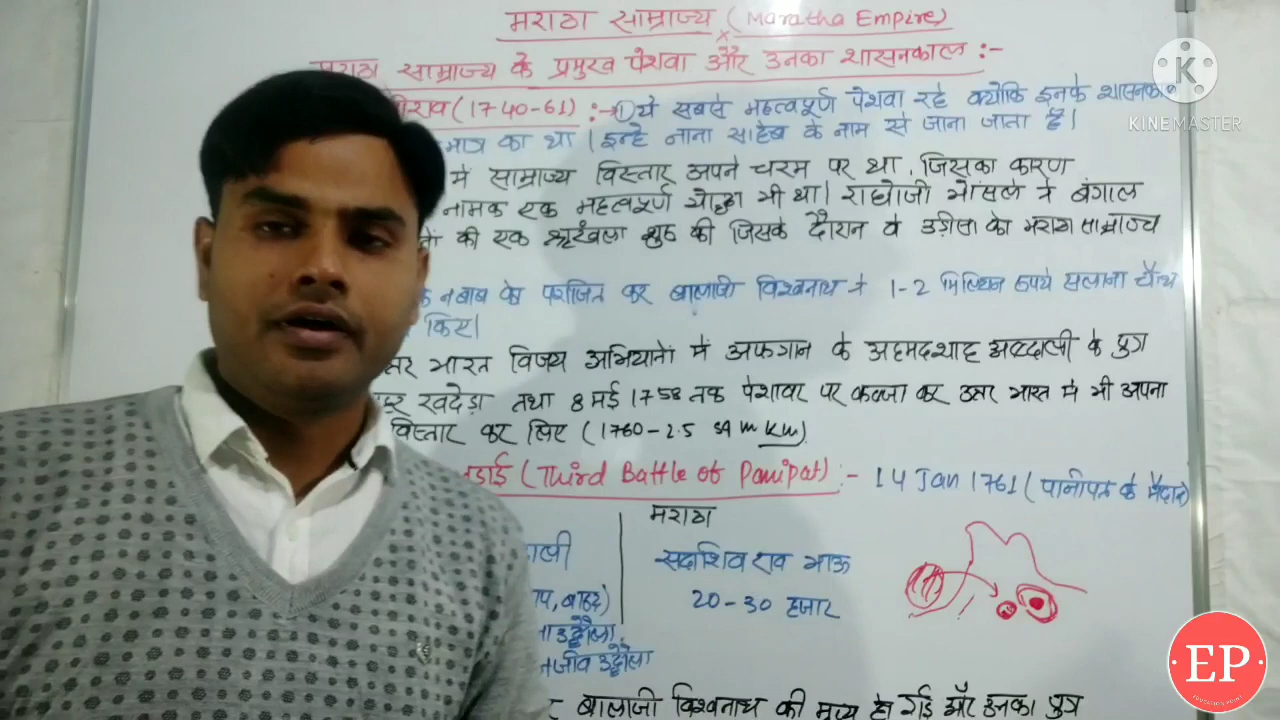 मराठा साम्राज्य (Maratha Empire)
मराठा साम्राज्य के प्रमुख पेशवा और उनका शासनकाल :-
(1740-61) :-→ ① ये सबसे महत्वपूर्ण पेशवा रहे क्योंकि इनके शासनकाल
का था। इन्हे नाना साहेब के नाम से जाना जाता है।
में साम्राज्य विस्तार अपने चरम पर था, जिसका कारण
नामक एक महत्वपूर्ण योद्धा भी था। राघोजी भोसले ने बंगाल
की एक श्रृंखला शुरु की जिसके दौरान वे उड़ीसा को मराठा साम्राज्य
नबाब को पराजित कर बालाजी विश्वनाथ ने 1-2 मिलियन रुपये सलाना चौथ
किए।
भारत विजय अभियानों में अफगान के अहमदशाह अब्दाली के पुत्र
खदेड़ा तथा 8 मई 1758 तक पेशावर पर कब्जा कर उत्तर भारत में भी अपना
विस्तार कर लिए (1760-2.5 km)
(Third Battle of Panipat) :- 14 Jan 1761 (पानीपत के मैदान)
मराठा
सदाशिव राव भाऊ
20-30 हजार
बालाजी विश्वनाथ की मृत्यु हो गई और उनका पुत्र
K
KINEMASTER
EP